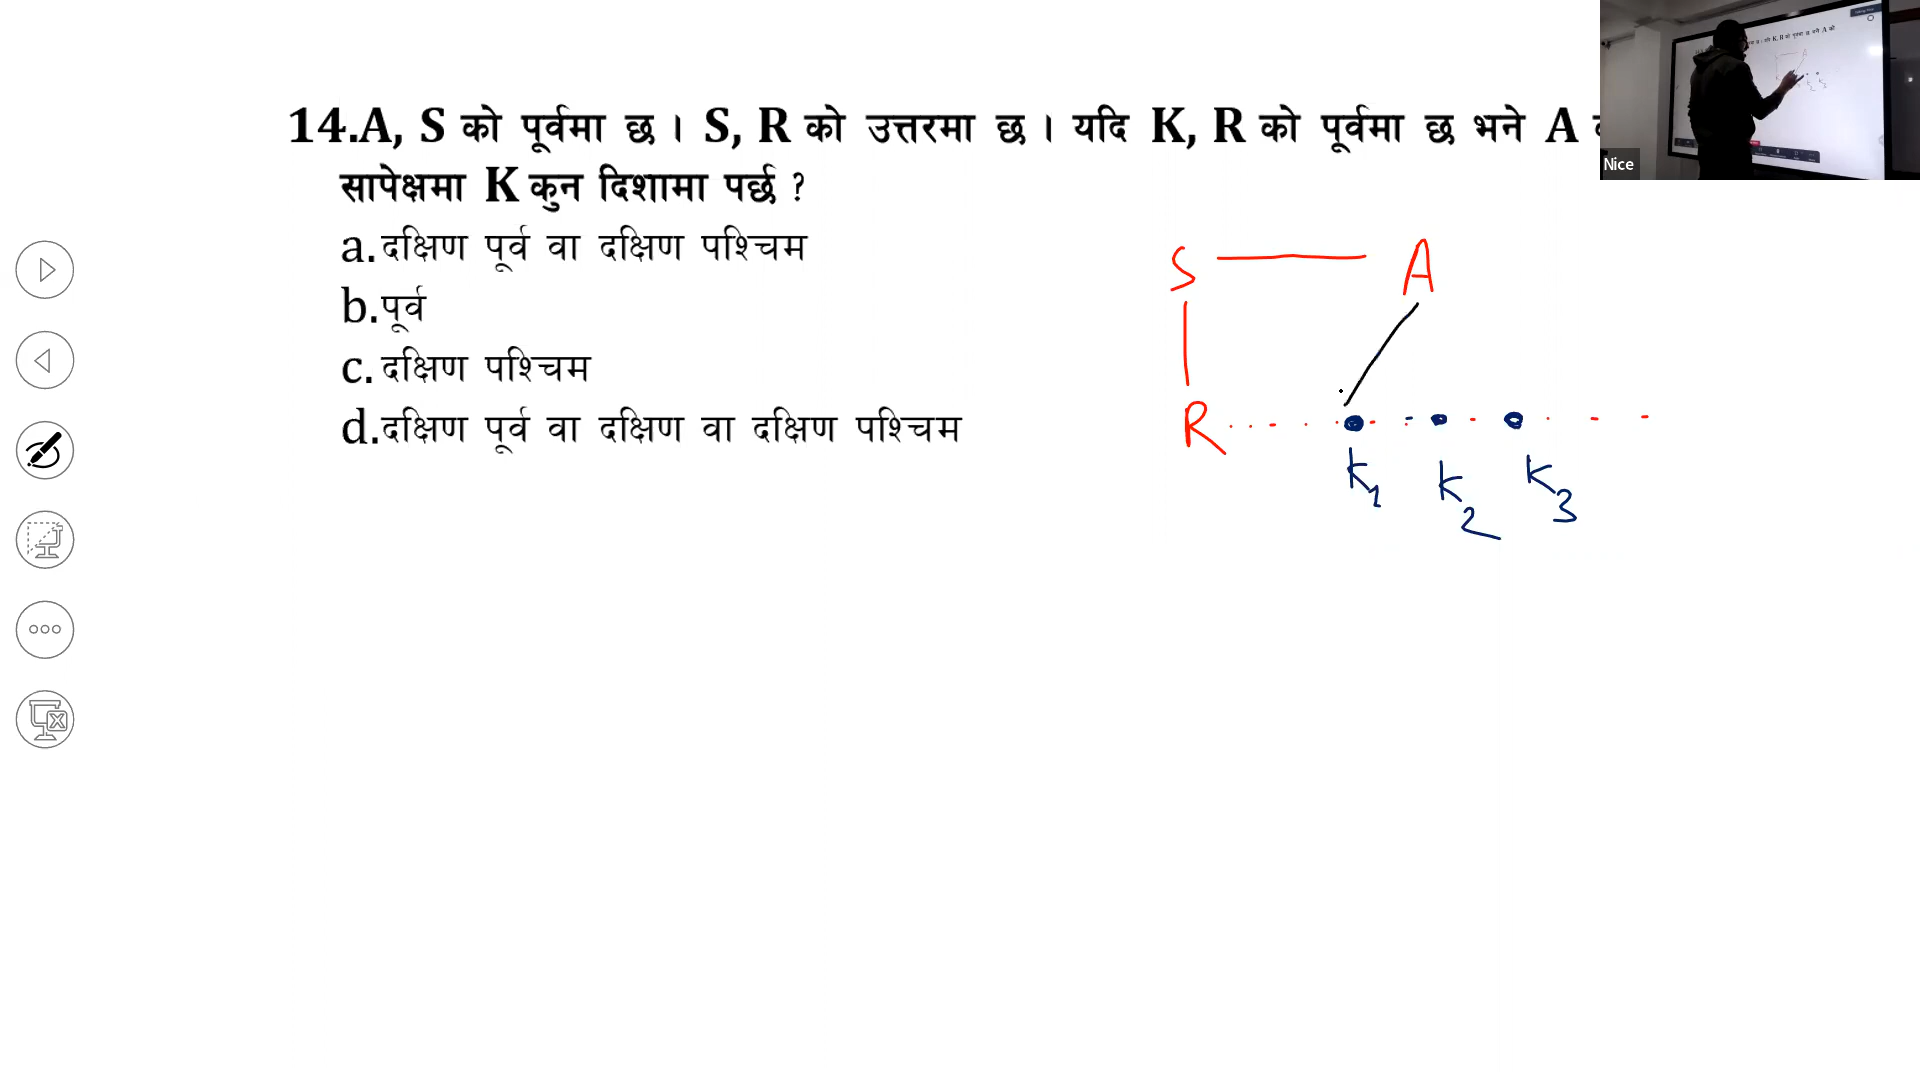 14.A, S को पूर्वमा छ । S, R को उत्तरमा छ । यदि K, R को पूर्वमा छ भने A
सापेक्षमा K कुन दिशामा पर्छ ?
a.दक्षिण पूर्व वा दक्षिण पश्चिम
b.पूर्व
c. दक्षिण पश्चिम
d.दक्षिण पूर्व वा दक्षिण वा दक्षिण पश्चिम
S A
R
K1 K2 K3
Nice